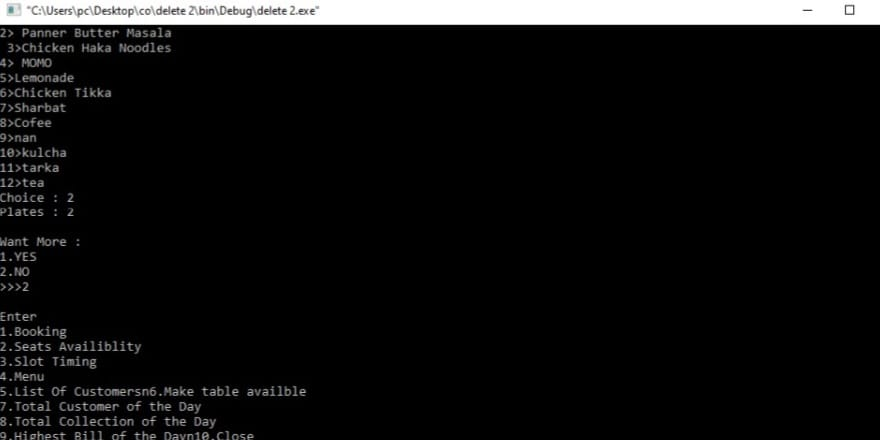 "C:\Users\pc\Desktop\co\delete 2\bin\Debug\delete 2.exe"
2> Panner Butter Masala
3>Chicken Haka Noodles
4> MOMO
5>Lemonade
6>Chicken Tikka
7>Sharbat
8>Cofee
9>nan
10>kulcha
11>tarka
12>tea
Choice : 2
Plates : 2
Want More :
1.YES
2.NO
>>>2
Enter
1.Booking
2.Seats Availiblity
3.Slot Timing
4.Menu
5.List Of Customersn6.Make table availble
7.Total Customer of the Day
8.Total Collection of the Day
9.Highest Bill of the Dayn10.Close